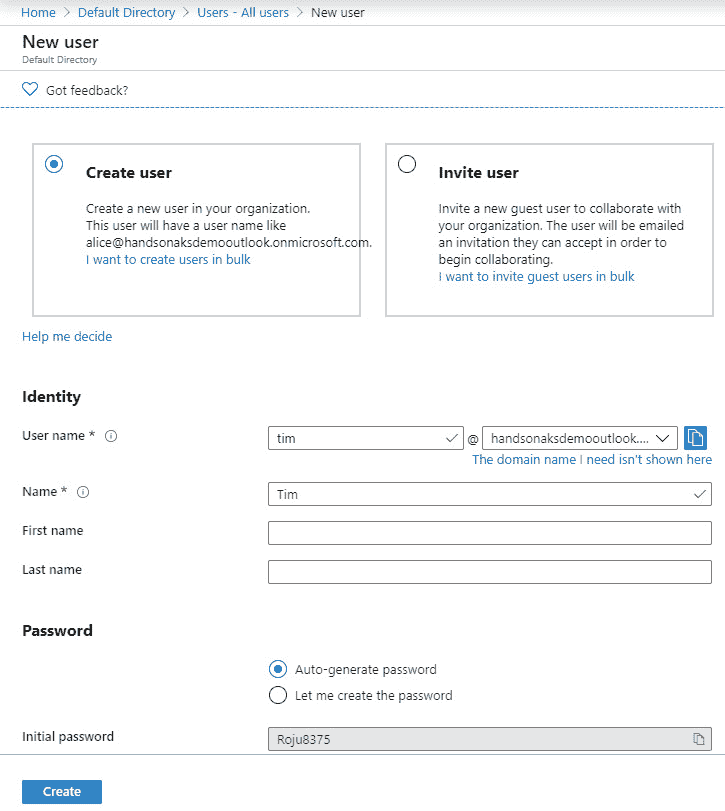 Home > Default Directory > Users - All users > New user
New user
Default Directory
Got feedback?
Create user
Create a new user in your organization.
This user will have a user name like
alice@handsonaksdemooutlook.onmicrosoft.com.
I want to create users in bulk
Invite user
Invite a new guest user to collaborate with
your organization. The user will be emailed
an invitation they can accept in order to
begin collaborating.
I want to invite guest users in bulk
Help me decide
Identity
User name * tim @ handsonaksdemooutlook....
The domain name I need isn't shown here
Name * Tim
First name
Last name
Password
Auto-generate password
Let me create the password
Initial password Roju8375
Create